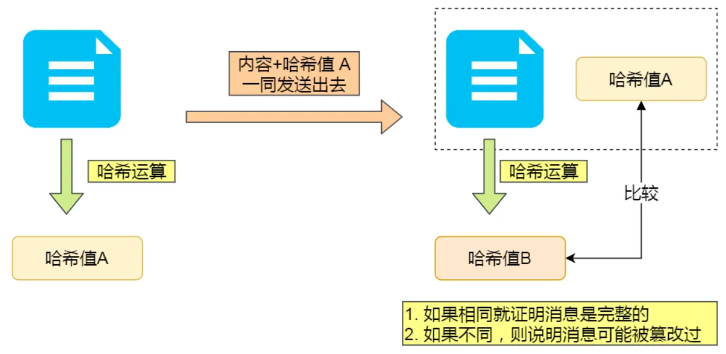 内容+哈希值 A
一同发送出去
哈希值A
哈希运算
哈希运算
比较
哈希值A
哈希值B
1. 如果相同就证明消息是完整的
2. 如果不同，则说明消息可能被篡改过